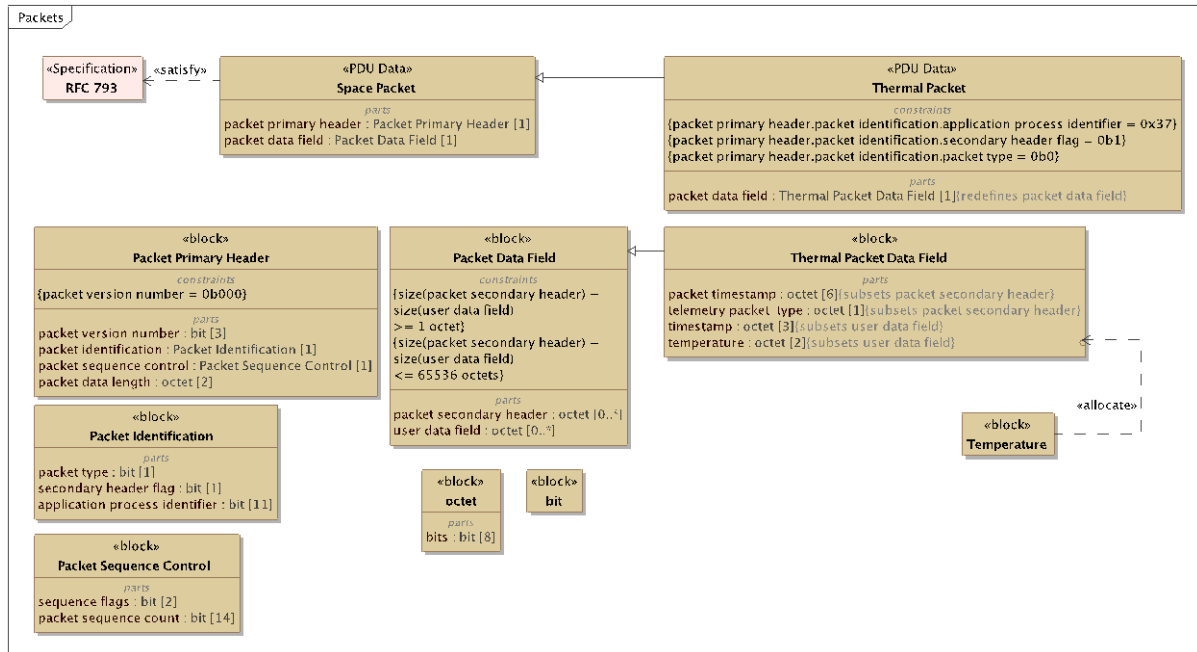 Packets
«Specification»
RFC 793
«satisfy»
«PDU Data»
Space Packet
parts
packet primary header : Packet Primary Header [1]
packet data field : Packet Data Field [1]
«PDU Data»
Thermal Packet
constraints
{packet primary header.packet identification.application process identifier = 0x37}
{packet primary header.packet identification.secondary header flag = 0b1}
{packet primary header.packet identification.packet type = 0b0}
parts
packet data field : Thermal Packet Data Field [1]{redefines packet data field}
«block»
Packet Primary Header
constraints
{packet version number = 0b000}
parts
packet version number : bit [3]
packet identification : Packet Identification [1]
packet sequence control : Packet Sequence Control [1]
packet data length : octet [2]
«block»
Packet Data Field
constraints
{size(packet secondary header) −
size(user data field)
>= 1 octet}
{size(packet secondary header) −
size(user data field)
<= 65536 octets}
parts
packet secondary header : octet [0..*]
user data field : octet [0..*]
«block»
Thermal Packet Data Field
parts
packet timestamp : octet [6]{subsets packet secondary header}
telemetry packet type : octet [1]{subsets packet secondary header}
timestamp : octet [3]{subsets user data field}
temperature : octet [2]{subsets user data field}
«allocate»
«block»
Temperature
«block»
Packet Identification
parts
packet type : bit [1]
secondary header flag : bit [1]
application process identifier : bit [11]
«block»
octet
parts
bits : bit [8]
«block»
bit
«block»
Packet Sequence Control
parts
sequence flags : bit [2]
packet sequence count : bit [14]